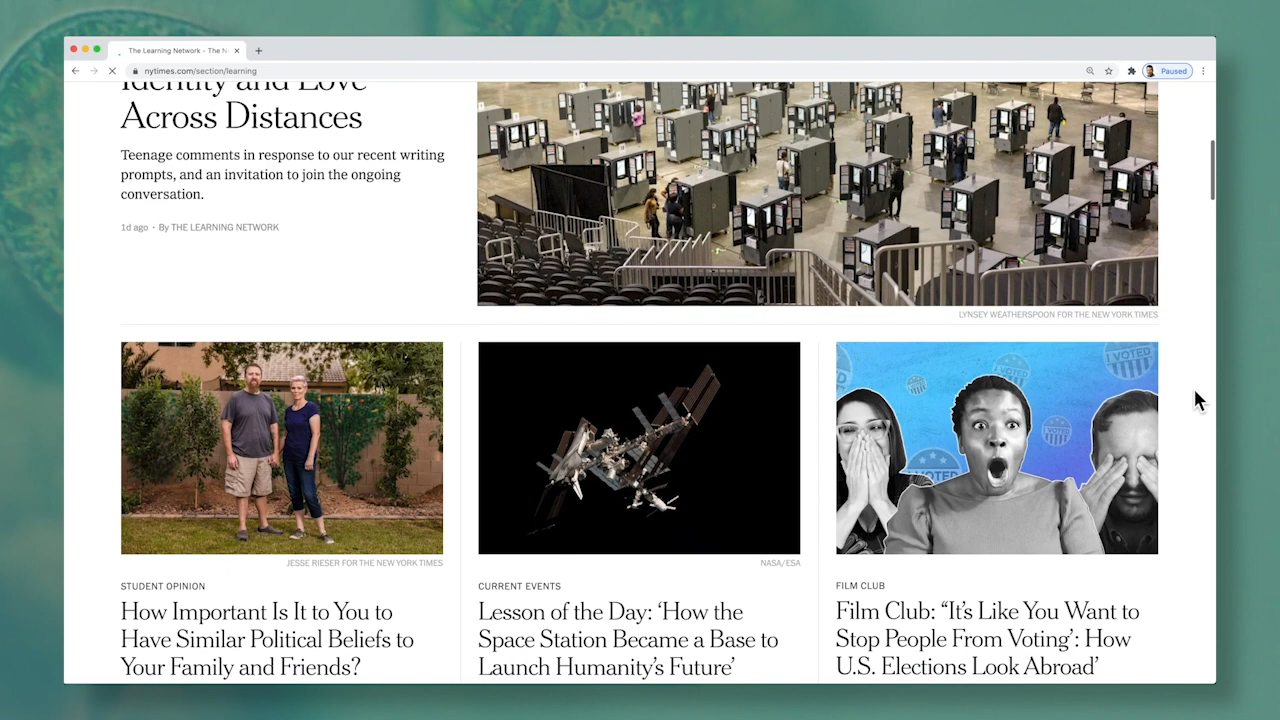 The Learning Network - The N
nytimes.com/section/learning
Paused
Identity and Love
Across Distances
Teenage comments in response to our recent writing
prompts, and an invitation to join the ongoing
conversation.
1d ago · By THE LEARNING NETWORK
LYNSEY WEATHERSPOON FOR THE NEW YORK TIMES
JESSE RIESER FOR THE NEW YORK TIMES
STUDENT OPINION
How Important Is It to You to
Have Similar Political Beliefs to
Your Family and Friends?
NASA/ESA
CURRENT EVENTS
Lesson of the Day: ‘How the
Space Station Became a Base to
Launch Humanity’s Future’
I VOTED
I VOTED
I VOTED
I VOTED
FILM CLUB
Film Club: “It’s Like You Want to
Stop People From Voting’: How
U.S. Elections Look Abroad’